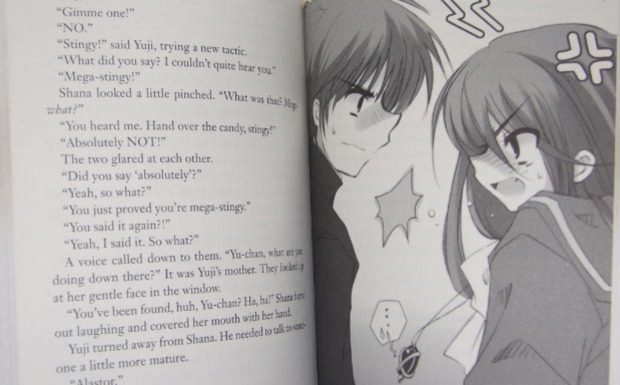 “Gimme one!”
“NO.”
“Stingy!” said Yuji, trying a new tactic.
“What did you say? I couldn’t quite hear you.”
“Mega-stingy!”
Shana looked a little pinched. “What was that? Mega-
what?”
“You heard me. Hand over the candy, stingy!”
“Absolutely NOT!”
The two glared at each other.
“Did you say ‘absolutely’?”
“Yeah, so what?”
“You just proved you’re mega-stingy.”
“You said it again?!”
“Yeah, I said it. So what?”
A voice called down to them. “Yu-chan, what are you
doing down there?” It was Yuji’s mother. They looked up
at her gentle face in the window.
“You’ve been found, huh, Yu-chan? Ha, ha!” Shana burst
out laughing and covered her mouth with her hand.
Yuji turned away from Shana. He needed to talk to some-
one a little more mature.
“Alastor.”